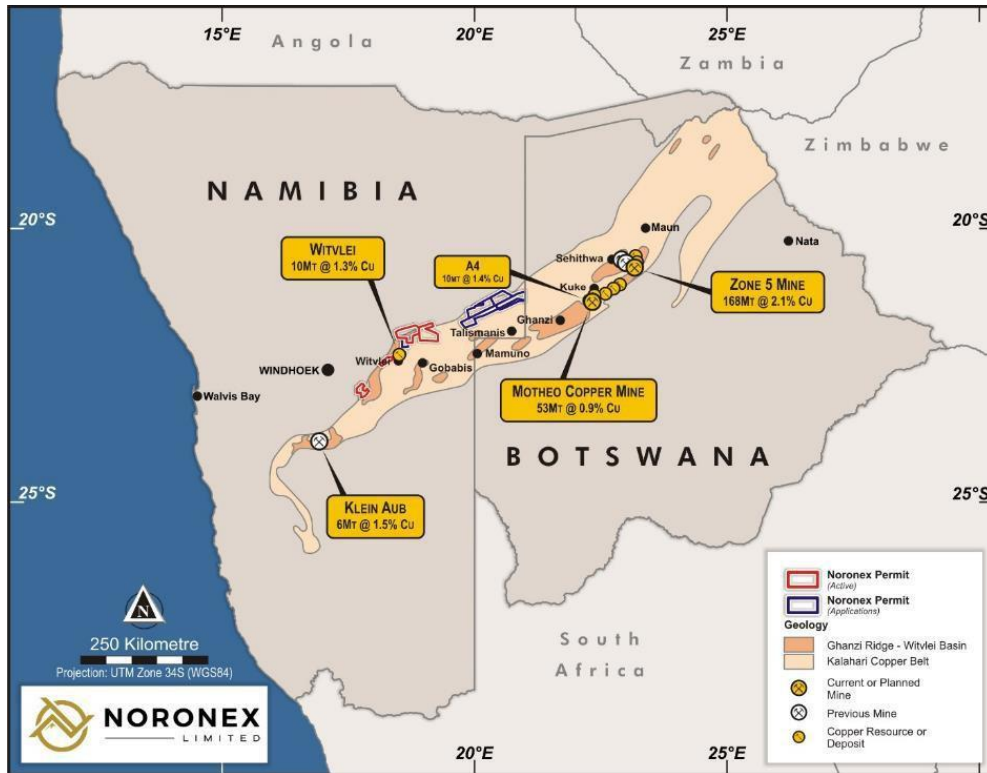 15°E
20°E
25°E
Angola
Zambia
Zimbabwe
NAMIBIA
20°S
20°S
Maun
Nata
WITVLEI
10MT @ 1.3% CU
A4
10MT @ 1.4% CU
Sehithwa
Kuke
ZONE 5 MINE
168MT @ 2.1% CU
Ghanzi
Talismanis
Witvlei
Mamuno
WINDHOEK
Gobabis
Walvis Bay
MOTHEO COPPER MINE
53MT @ 0.9% CU
BOTSWANA
25°S
25°S
KLEIN AUB
6MT @ 1.5% CU
N
250 Kilometre
Projection: UTM Zone 34S (WGS84)
South
Africa
NORONEX
LIMITED
20°E
25°E
Noronex Permit
(Active)
Noronex Permit
(Applications)
Geology
Ghanzi Ridge - Witvlei Basin
Kalahari Copper Belt
Current or Planned
Mine
Previous Mine
Copper Resource or
Deposit